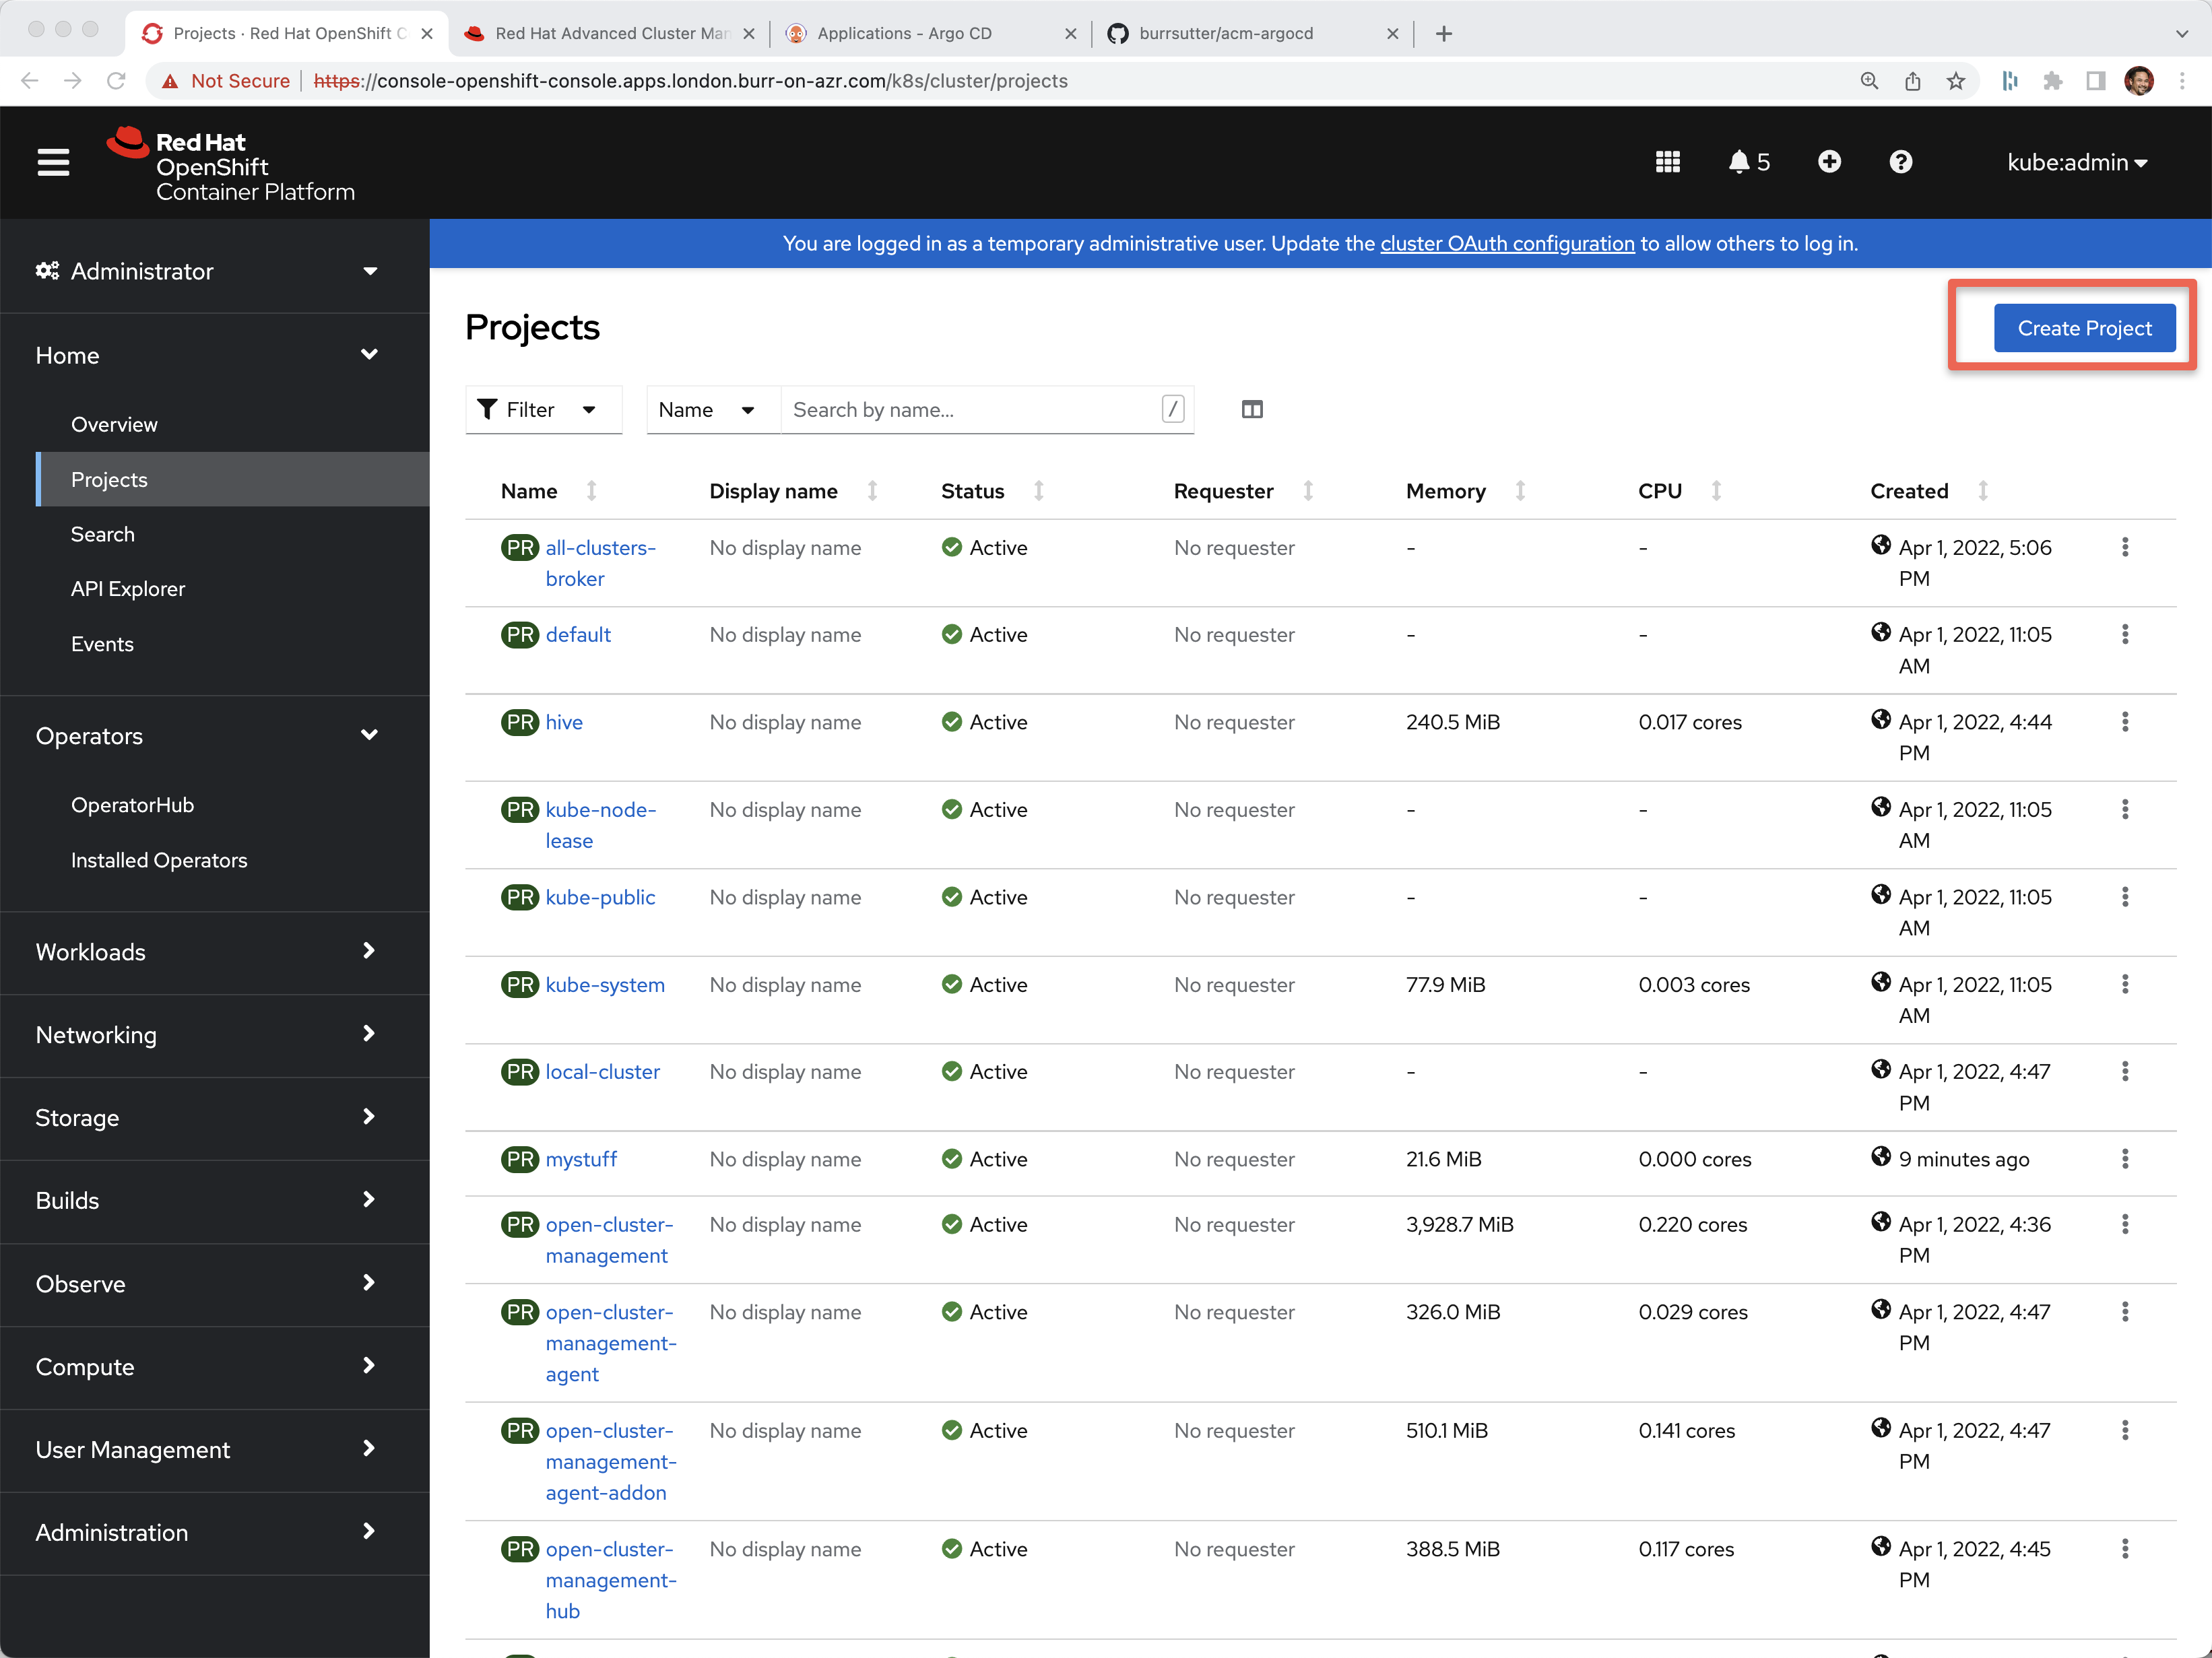 Projects · Red Hat OpenShift C
Red Hat Advanced Cluster Man
Applications - Argo CD
burrsutter/acm-argocd
Not Secure
https://console-openshift-console.apps.london.burr-on-azr.com/k8s/cluster/projects
Red Hat
OpenShift
Container Platform
5
kube:admin
You are logged in as a temporary administrative user. Update the cluster OAuth configuration to allow others to log in.
Administrator
Home
Overview
Projects
Search
API Explorer
Events
Operators
OperatorHub
Installed Operators
Workloads
Networking
Storage
Builds
Observe
Compute
User Management
Administration
Projects
Create Project
Filter
Name
Search by name...
/
Name Display name Status Requester Memory CPU Created
PR all-clusters- No display name Active No requester - - Apr 1, 2022, 5:06
broker PM
PR default No display name Active No requester - - Apr 1, 2022, 11:05
AM
PR hive No display name Active No requester 240.5 MiB 0.017 cores Apr 1, 2022, 4:44
PM
PR kube-node- No display name Active No requester - - Apr 1, 2022, 11:05
lease AM
PR kube-public No display name Active No requester - - Apr 1, 2022, 11:05
AM
PR kube-system No display name Active No requester 77.9 MiB 0.003 cores Apr 1, 2022, 11:05
AM
PR local-cluster No display name Active No requester - - Apr 1, 2022, 4:47
PM
PR mystuff No display name Active No requester 21.6 MiB 0.000 cores 9 minutes ago
PR open-cluster- No display name Active No requester 3,928.7 MiB 0.220 cores Apr 1, 2022, 4:36
management PM
PR open-cluster- No display name Active No requester 326.0 MiB 0.029 cores Apr 1, 2022, 4:47
management- PM
agent
PR open-cluster- No display name Active No requester 510.1 MiB 0.141 cores Apr 1, 2022, 4:47
management- PM
agent-addon
PR open-cluster- No display name Active No requester 388.5 MiB 0.117 cores Apr 1, 2022, 4:45
management- PM
hub